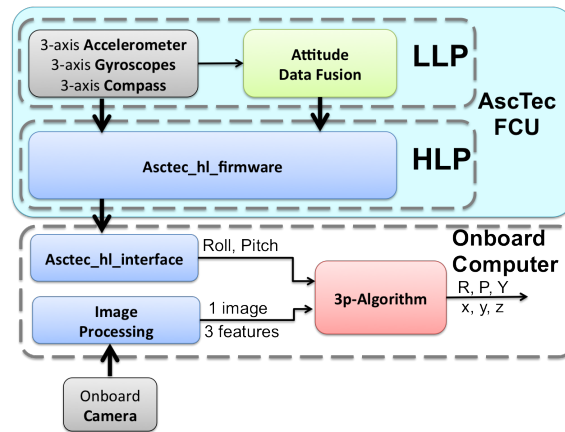 3-axis Accelerometer
3-axis Gyroscopes
3-axis Compass
Attitude
Data Fusion
LLP
AscTec
FCU
Asctec_hl_firmware
HLP
Onboard
Computer
Asctec_hl_interface
Roll, Pitch
3p-Algorithm
R, P, Y
x, y, z
Image
Processing
1 image
3 features
Onboard
Camera